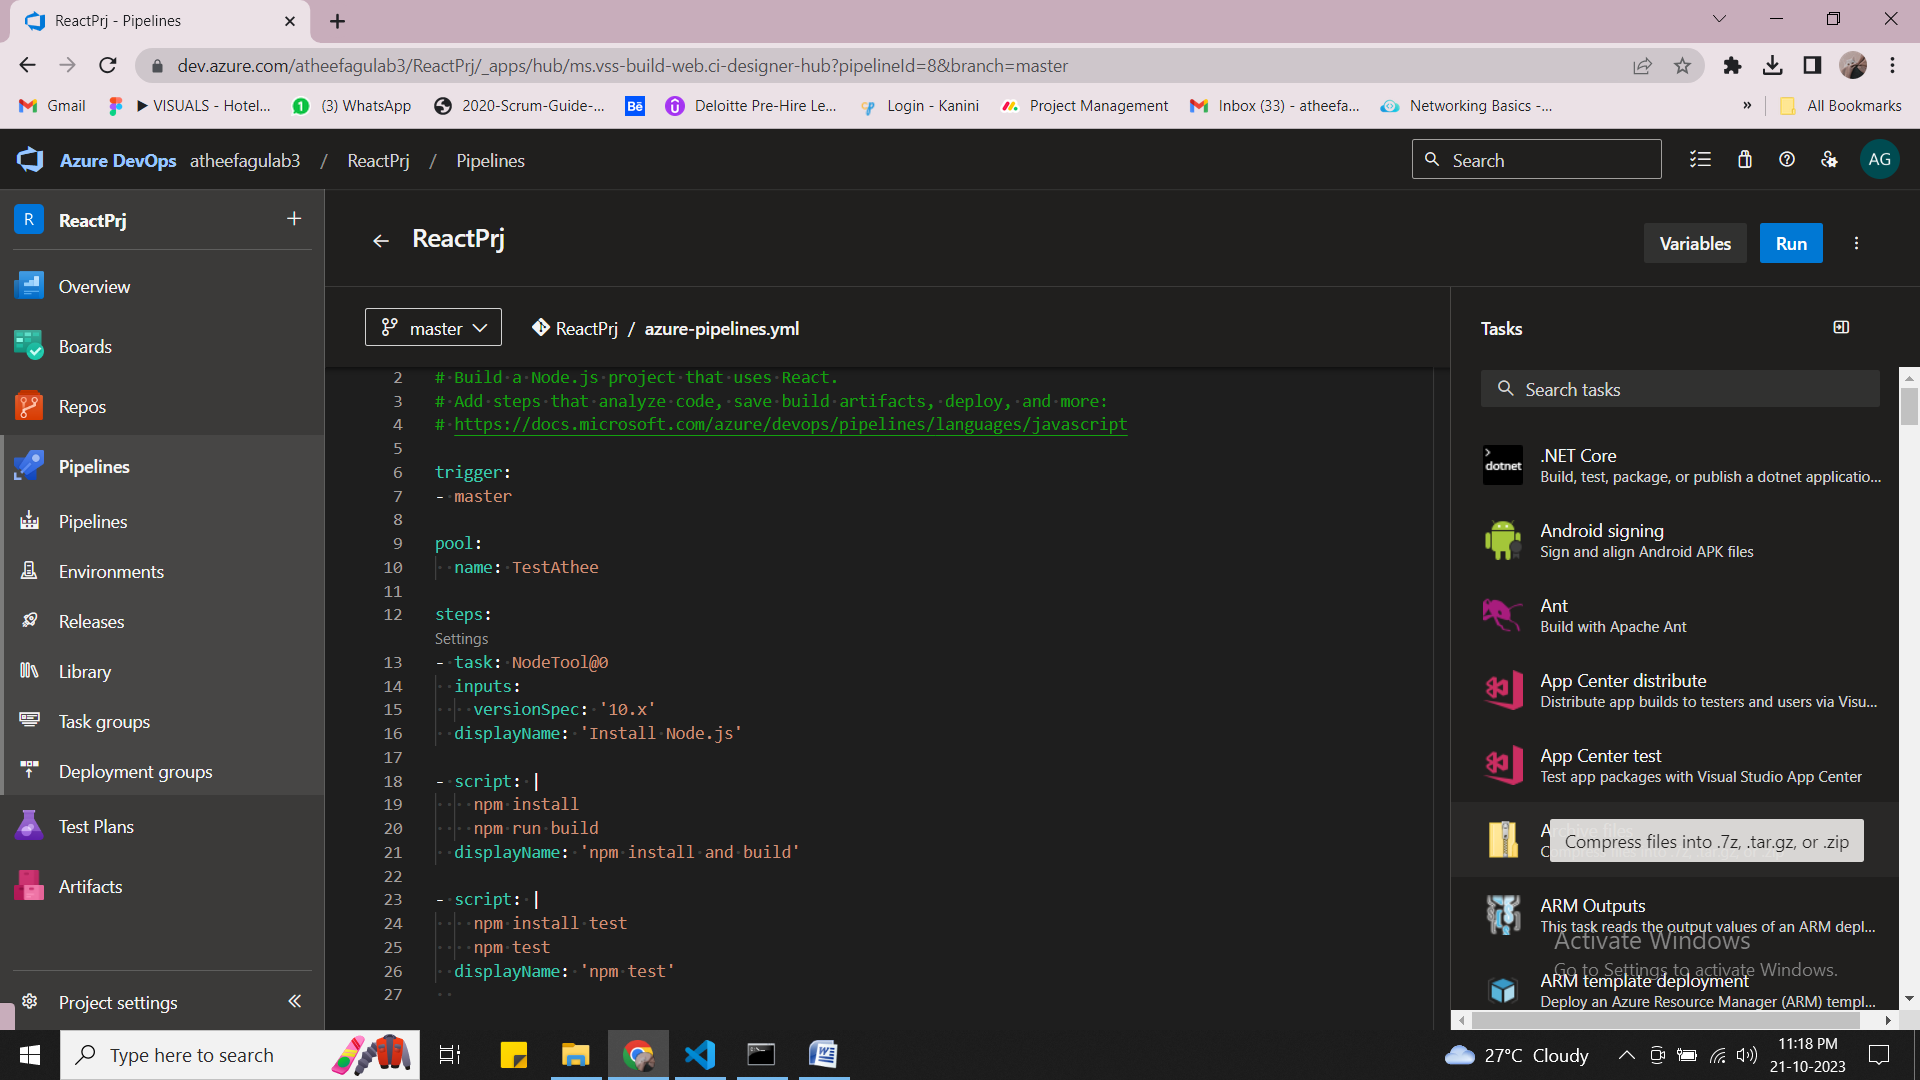 ReactPrj - Pipelines
dev.azure.com/atheefagulab3/ReactPrj/_apps/hub/ms.vss-build-web.ci-designer-hub?pipelineId=8&branch=master
Gmail
VISUALS - Hotel...
(3) WhatsApp
2020-Scrum-Guide-...
Bē
Deloitte Pre-Hire Le...
Login - Kanini
Project Management
Inbox (33) - atheefa...
Networking Basics -...
»
All Bookmarks
Azure DevOps atheefagulab3 / ReactPrj / Pipelines
Search
AG
R ReactPrj
Overview
Boards
Repos
Pipelines
Pipelines
Environments
Releases
Library
Task groups
Deployment groups
Test Plans
Artifacts
Project settings
ReactPrj
Variables
Run
master
ReactPrj / azure-pipelines.yml
2 # Build a Node.js project that uses React.
3 # Add steps that analyze code, save build artifacts, deploy, and more:
4 # https://docs.microsoft.com/azure/devops/pipelines/languages/javascript
5
6 trigger:
7 - master
8
9 pool:
10 name: TestAthee
11
12 steps:
Settings
13 - task: NodeTool@0
14 inputs:
15 versionSpec: '10.x'
16 displayName: 'Install Node.js'
17
18 - script: |
19 npm install
20 npm run build
21 displayName: 'npm install and build'
22
23 - script: |
24 npm install test
25 npm test
26 displayName: 'npm test'
27
Tasks
Search tasks
dotnet
.NET Core
Build, test, package, or publish a dotnet applicatio...
Android signing
Sign and align Android APK files
Ant
Build with Apache Ant
App Center distribute
Distribute app builds to testers and users via Visu...
App Center test
Test app packages with Visual Studio App Center
Archive files
Compress files into .7z, .tar.gz, or .zip
ARM Outputs
This task reads the output values of an ARM depl...
Activate Windows
Go to Settings to activate Windows.
ARM template deployment
Deploy an Azure Resource Manager (ARM) templ...
Type here to search
27°C Cloudy
11:18 PM
21-10-2023